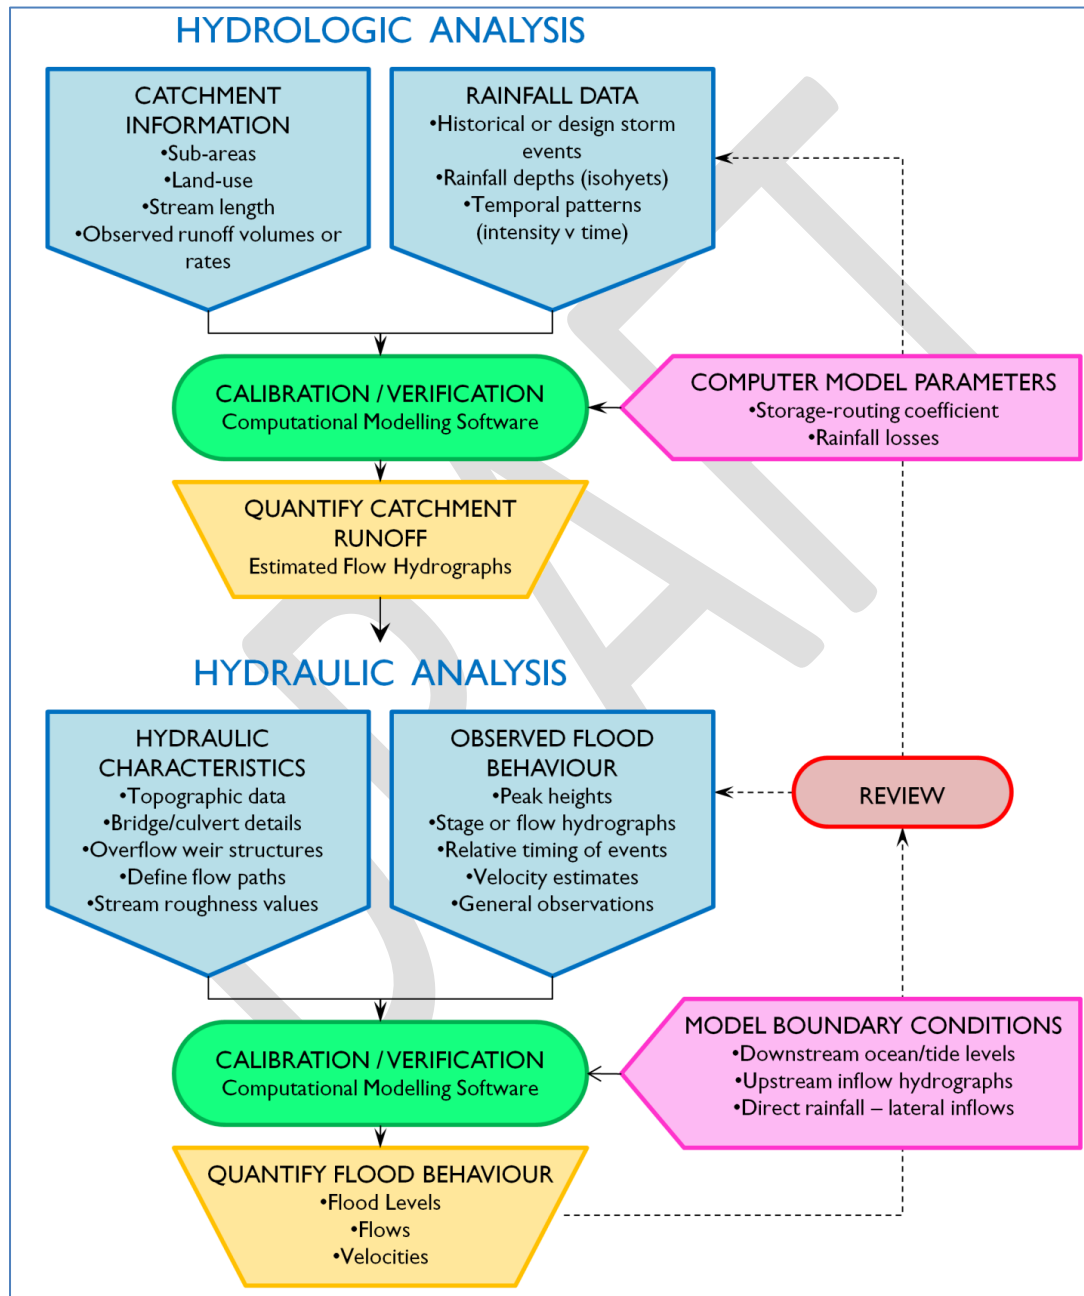 HYDROLOGIC ANALYSIS
CATCHMENT
INFORMATION
•Sub-areas
•Land-use
•Stream length
•Observed runoff volumes or
rates
RAINFALL DATA
•Historical or design storm
events
•Rainfall depths (isohyets)
•Temporal patterns
(intensity v time)
CALIBRATION / VERIFICATION
Computational Modelling Software
COMPUTER MODEL PARAMETERS
•Storage-routing coefficient
•Rainfall losses
QUANTIFY CATCHMENT
RUNOFF
Estimated Flow Hydrographs
HYDRAULIC ANALYSIS
HYDRAULIC
CHARACTERISTICS
•Topographic data
•Bridge/culvert details
•Overflow weir structures
•Define flow paths
•Stream roughness values
OBSERVED FLOOD
BEHAVIOUR
•Peak heights
•Stage or flow hydrographs
•Relative timing of events
•Velocity estimates
•General observations
REVIEW
CALIBRATION / VERIFICATION
Computational Modelling Software
MODEL BOUNDARY CONDITIONS
•Downstream ocean/tide levels
•Upstream inflow hydrographs
•Direct rainfall – lateral inflows
QUANTIFY FLOOD BEHAVIOUR
•Flood Levels
•Flows
•Velocities
DRAFT